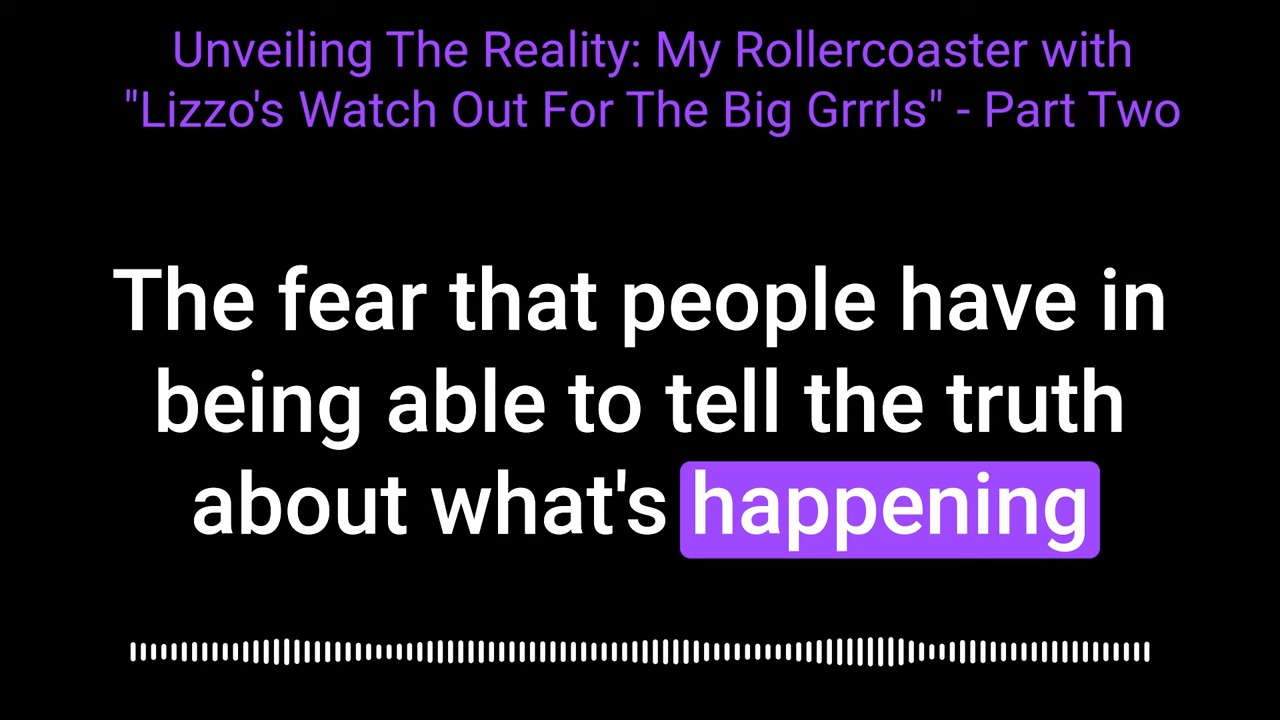 Unveiling The Reality: My Rollercoaster with
"Lizzo's Watch Out For The Big Grrrls" - Part Two
The fear that people have in
being able to tell the truth
about what's happening